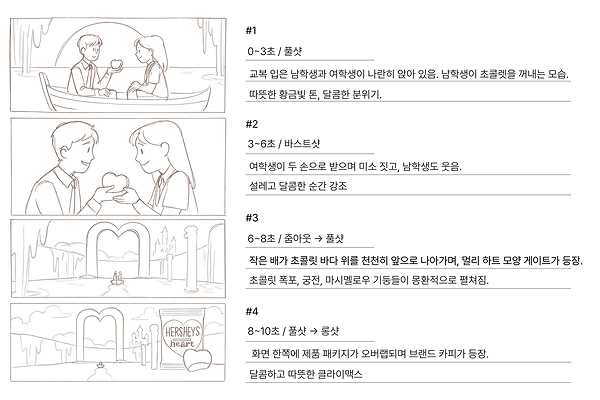 #1
0~3초 / 풀샷
교복 입은 남학생과 여학생이 나란히 앉아 있음. 남학생이 초콜렛을 꺼내는 모습.
따뜻한 황금빛 톤, 달콤한 분위기.
#2
3~6초 / 바스트샷
여학생이 두 손으로 받으며 미소 짓고, 남학생도 웃음.
설레고 달콤한 순간 강조
#3
6~8초 / 줌아웃 → 풀샷
작은 배가 초콜릿 바다 위를 천천히 앞으로 나아가며, 멀리 하트 모양 게이트가 등장.
초콜릿 폭포, 궁전, 마시멜로우 기둥들이 몽환적으로 펼쳐짐.
HERSHEYS
heart
#4
8~10초 / 풀샷 → 롱샷
화면 한쪽에 제품 패키지가 오버랩되며 브랜드 카피가 등장.
달콤하고 따뜻한 클라이맥스